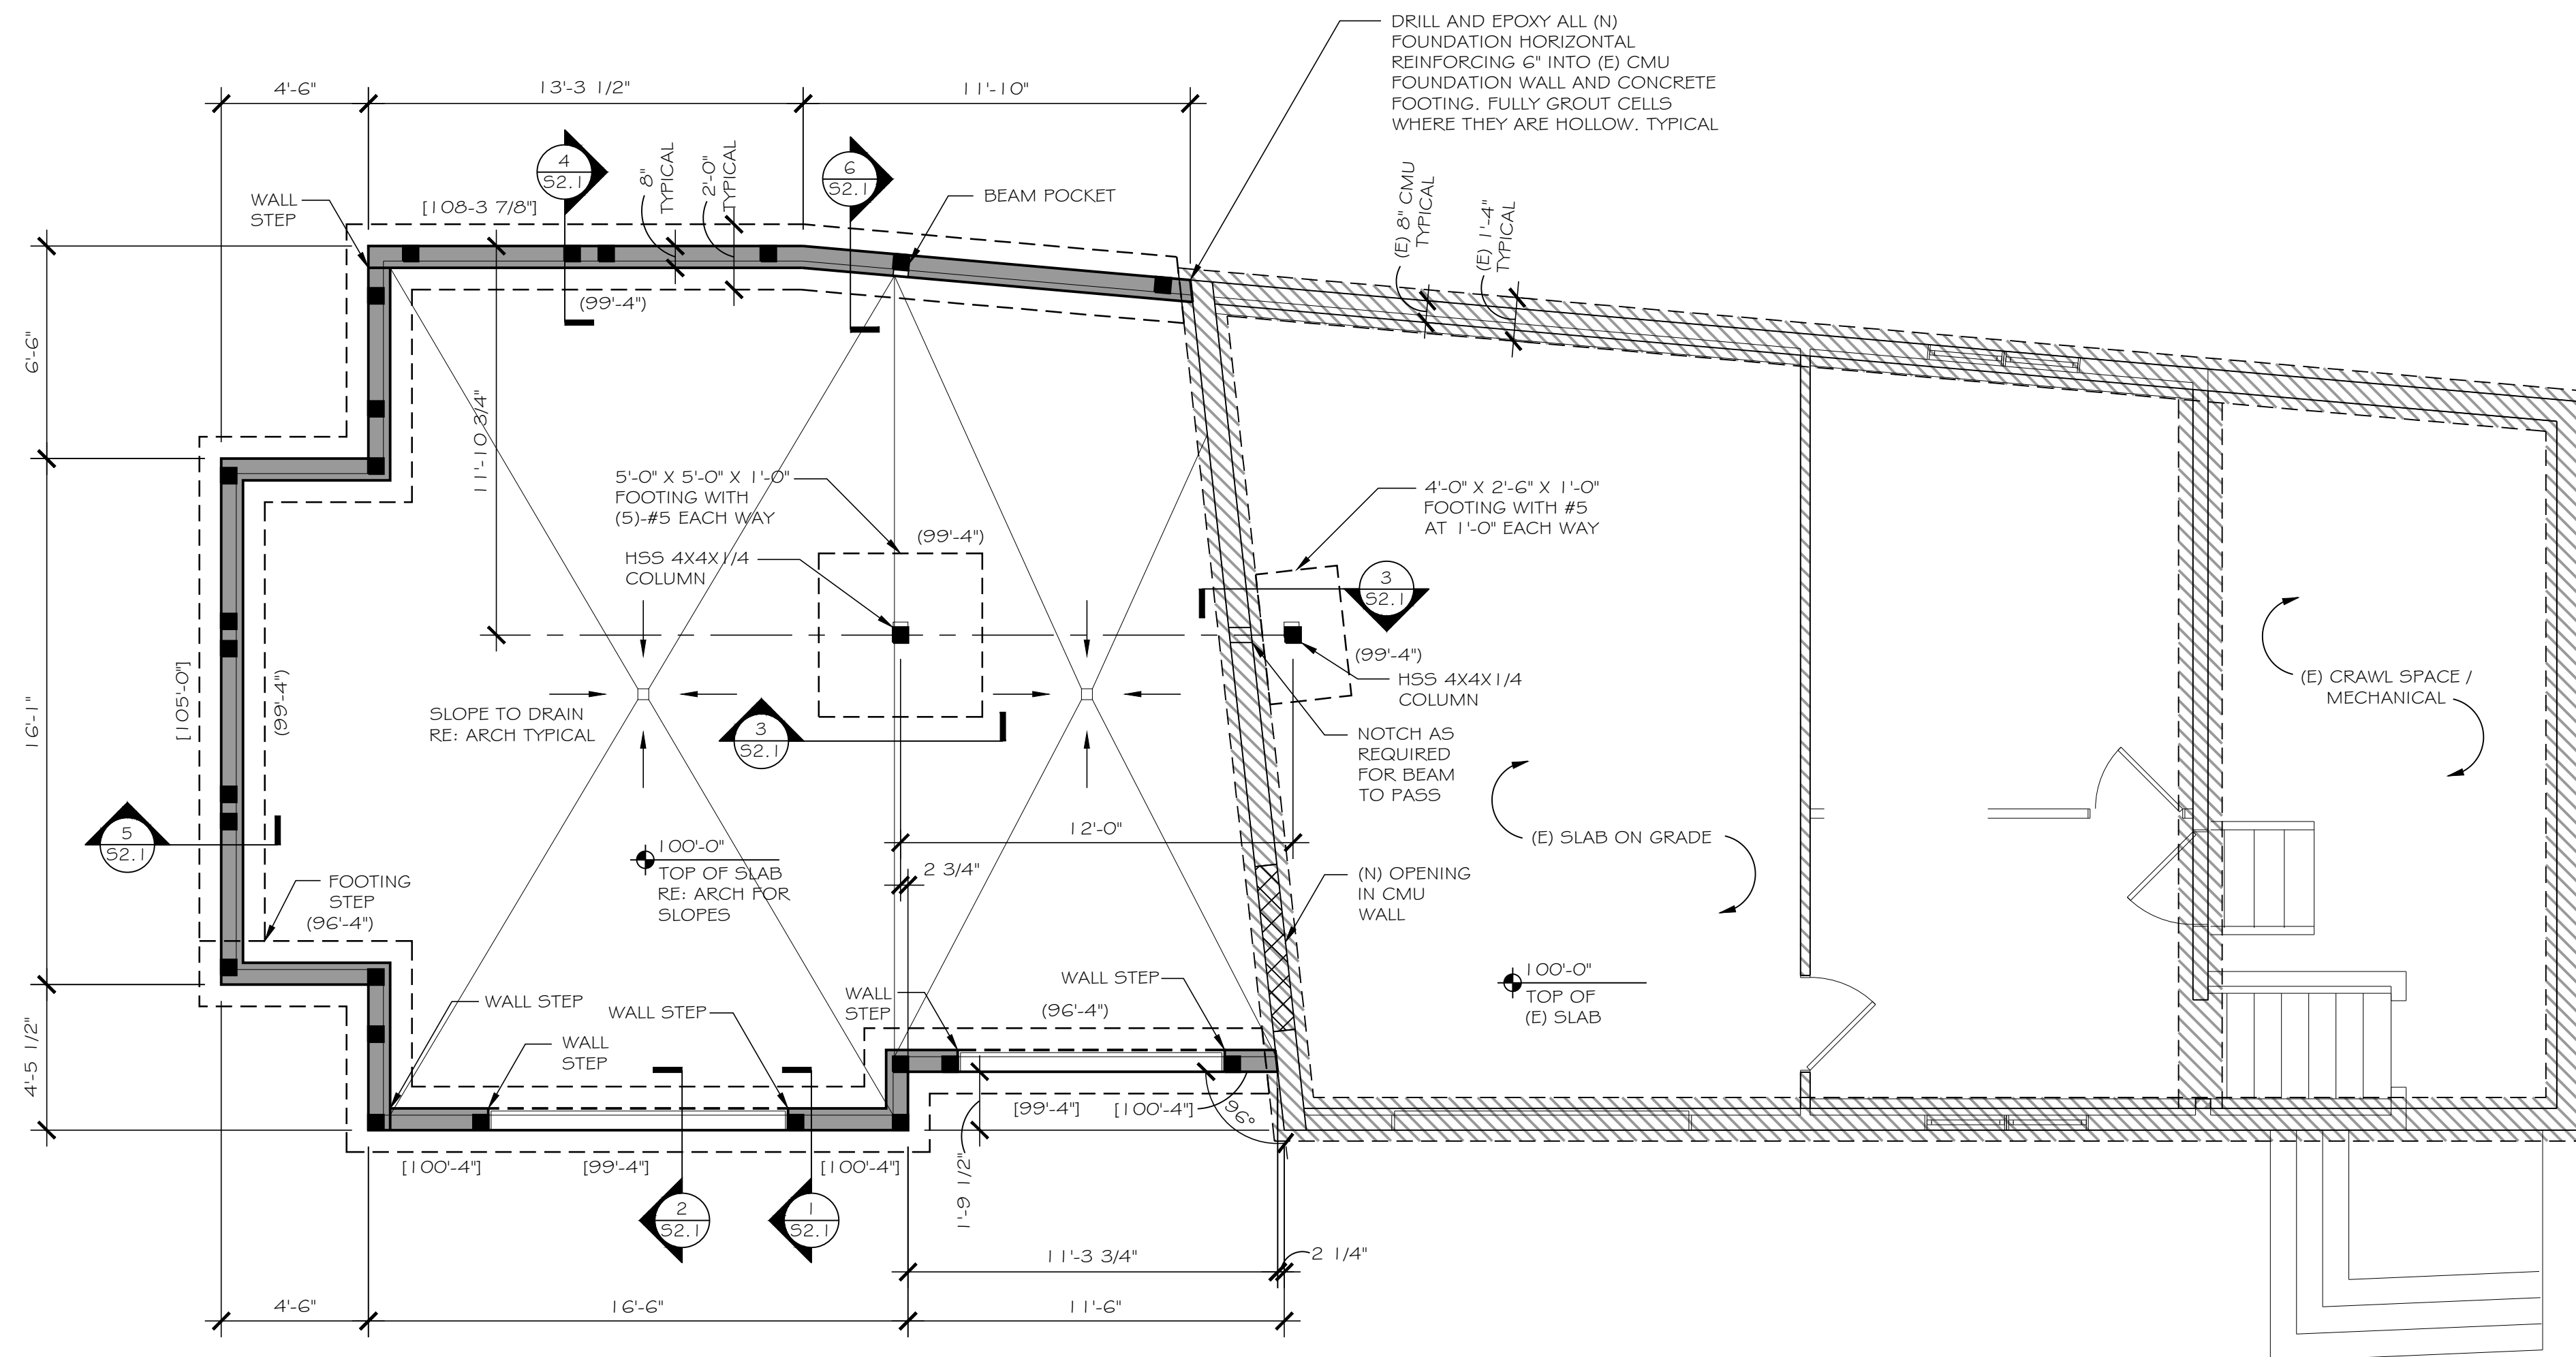 DRILL AND EPOXY ALL (N)
FOUNDATION HORIZONTAL
REINFORCING 6" INTO (E) CMU
FOUNDATION WALL AND CONCRETE
FOOTING. FULLY GROUT CELLS
WHERE THEY ARE HOLLOW. TYPICAL
4'-6"
13'-3 1/2"
11'-10"
4
S2.1
8"
TYPICAL
2'-0"
TYPICAL
6
S2.1
BEAM POCKET
WALL
STEP
[108-3 7/8"]
(E) 8" CMU
TYPICAL
(E) 1'-4"
TYPICAL
(99'-4")
6'-6"
11'-10 3/4"
5'-0" X 5'-0" X 1'-0"
FOOTING WITH
(5)-#5 EACH WAY
(99'-4")
HSS 4X4X1/4
COLUMN
4'-0" X 2'-6" X 1'-0"
FOOTING WITH #5
AT 1'-0" EACH WAY
3
S2.1
(99'-4")
HSS 4X4X1/4
COLUMN
(E) CRAWL SPACE /
MECHANICAL
16'-1"
[105'-0"]
(99'-4")
SLOPE TO DRAIN
RE: ARCH TYPICAL
3
S2.1
NOTCH AS
REQUIRED
FOR BEAM
TO PASS
5
S2.1
12'-0"
(E) SLAB ON GRADE
100'-0"
TOP OF SLAB
RE: ARCH FOR
SLOPES
2 3/4"
(N) OPENING
IN CMU
WALL
FOOTING
STEP
(96'-4")
100'-0"
TOP OF
(E) SLAB
WALL STEP
WALL STEP
WALL
STEP
WALL STEP
(96'-4")
WALL
STEP
4'-5 1/2"
[99'-4"]
[100'-4"]
96°
[100'-4"]
[99'-4"]
[100'-4"]
1'-9 1/2"
2
S2.1
1
S2.1
11'-3 3/4"
2 1/4"
4'-6"
16'-6"
11'-6"